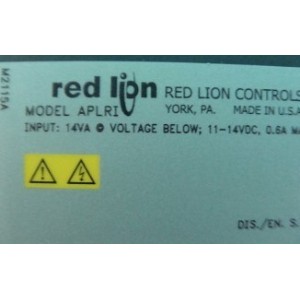 M2115A
red lion RED LION CONTROLS
MODEL APLRI YORK, PA. MADE IN U.S.A
INPUT: 14VA @ VOLTAGE BELOW; 11-14VDC, 0.6A MA
DIS./EN. S.